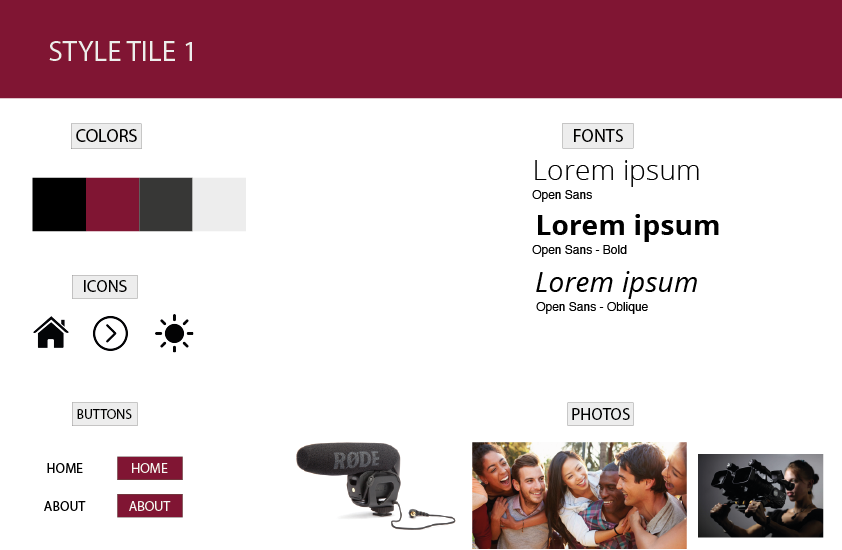 STYLE TILE 1
COLORS
FONTS
Lorem ipsum
Open Sans
Lorem ipsum
Open Sans - Bold
Lorem ipsum
Open Sans - Oblique
ICONS
BUTTONS
HOME
HOME
ABOUT
ABOUT
PHOTOS
RØDE